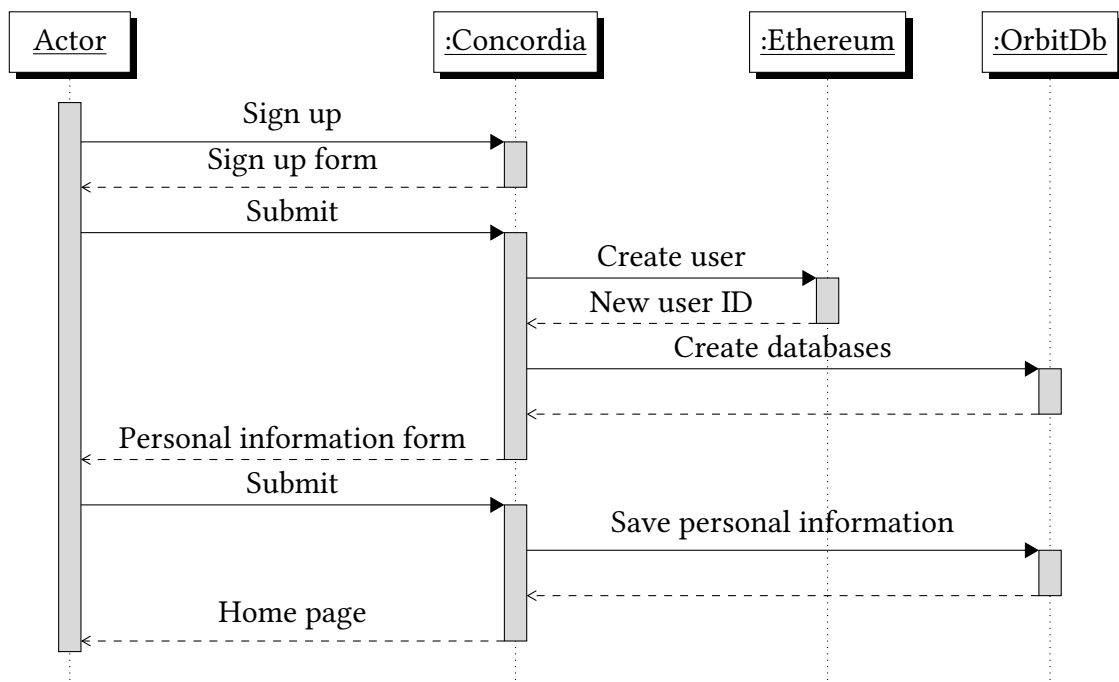 Actor
:Concordia
:Ethereum
:OrbitDb
Sign up
Sign up form
Submit
Create user
New user ID
Create databases
Personal information form
Submit
Save personal information
Home page